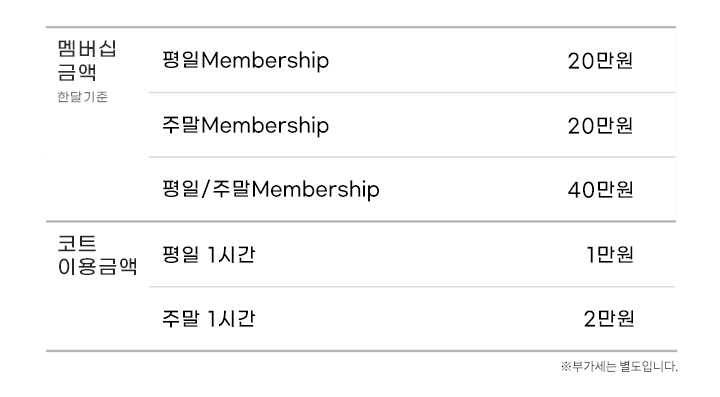 멤버십
금액
한달기준
평일Membership 20만원
주말Membership 20만원
평일/주말Membership 40만원
코트
이용금액
평일 1시간 1만원
주말 1시간 2만원
※부가세는 별도입니다.